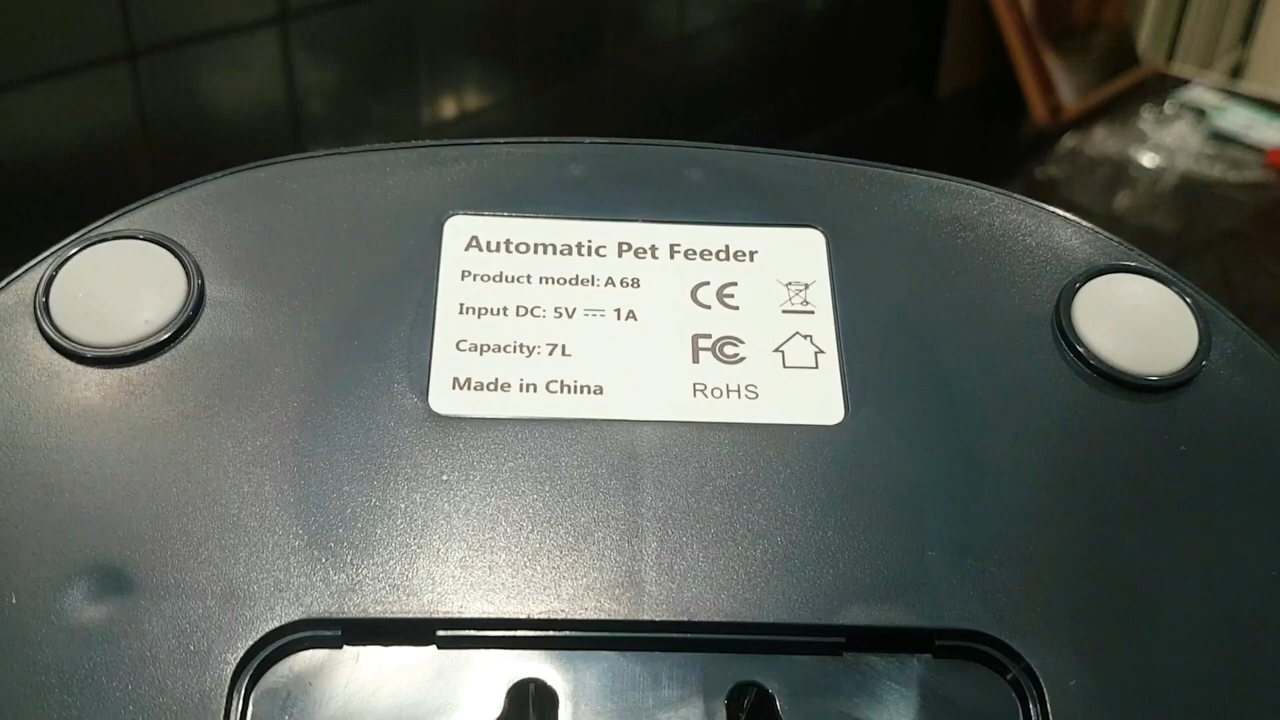 Automatic Pet Feeder
Product model: A68
Input DC: 5V ⎓ 1A
Capacity: 7L
Made in China
CE
FC
RoHS